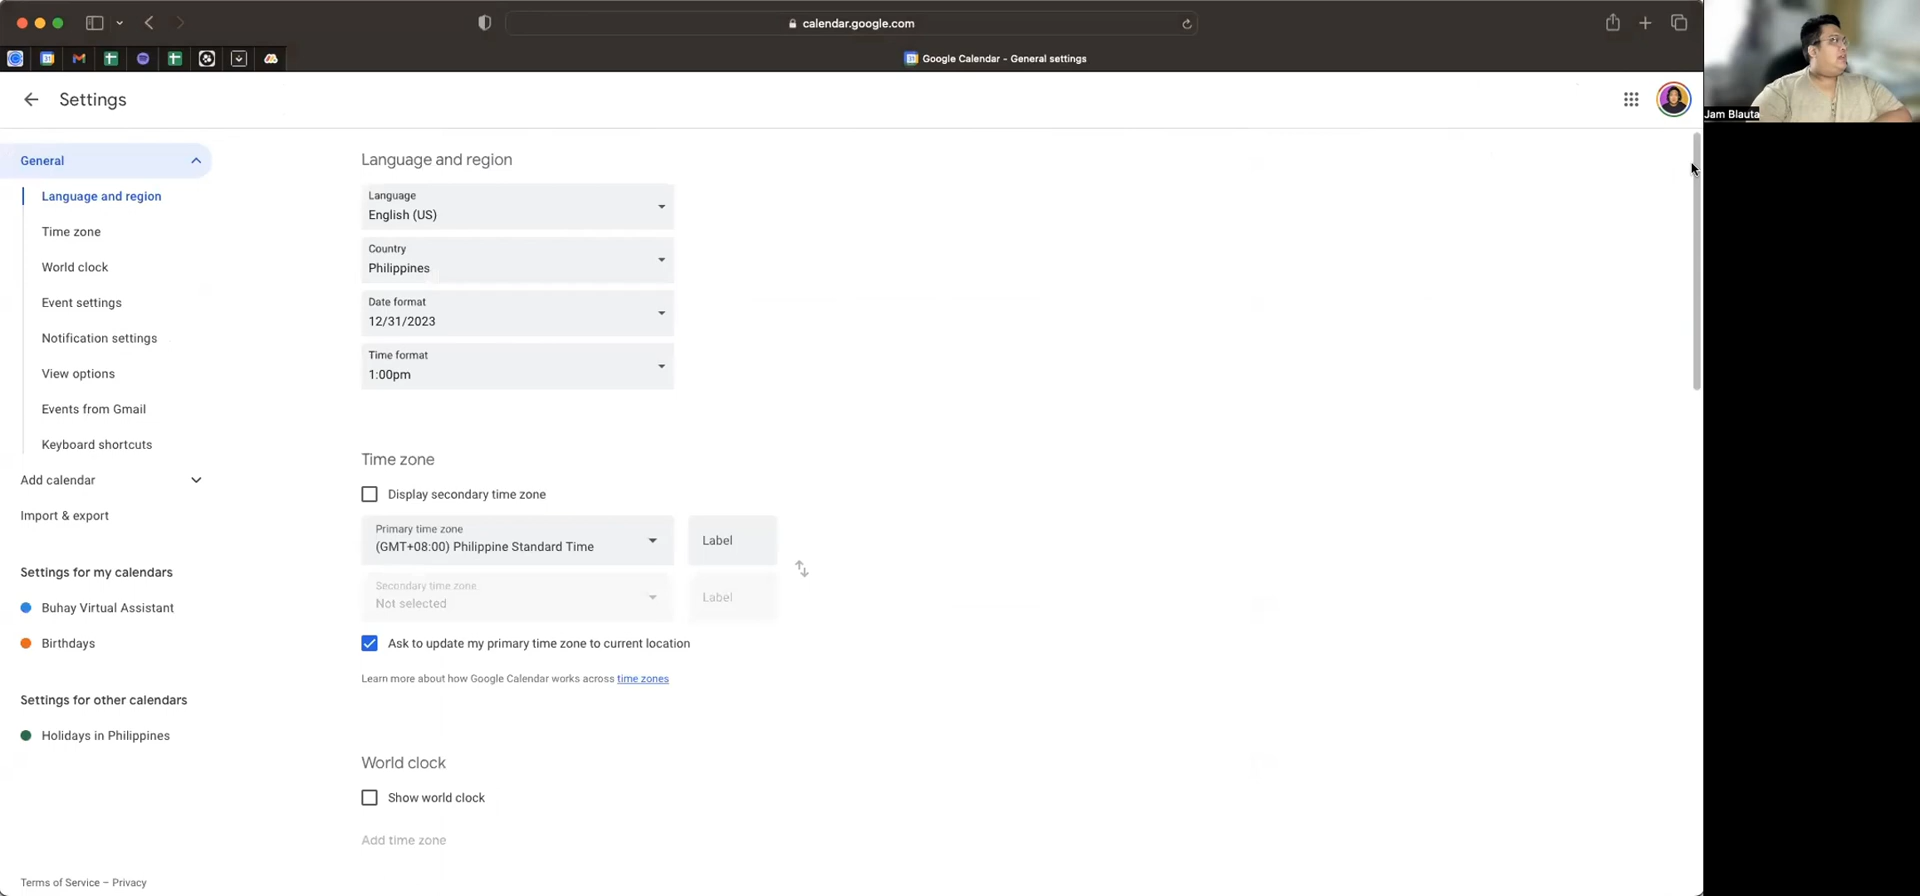 calendar.google.com
Google Calendar - General settings
Settings
Jam Blauta
General
Language and region
Time zone
World clock
Event settings
Notification settings
View options
Events from Gmail
Keyboard shortcuts
Add calendar
Import & export
Settings for my calendars
Buhay Virtual Assistant
Birthdays
Settings for other calendars
Holidays in Philippines
Terms of Service – Privacy
Language and region
Language
English (US)
Country
Philippines
Date format
12/31/2023
Time format
1:00pm
Time zone
Display secondary time zone
Primary time zone
(GMT+08:00) Philippine Standard Time
Label
Secondary time zone
Not selected
Label
Ask to update my primary time zone to current location
Learn more about how Google Calendar works across time zones
World clock
Show world clock
Add time zone